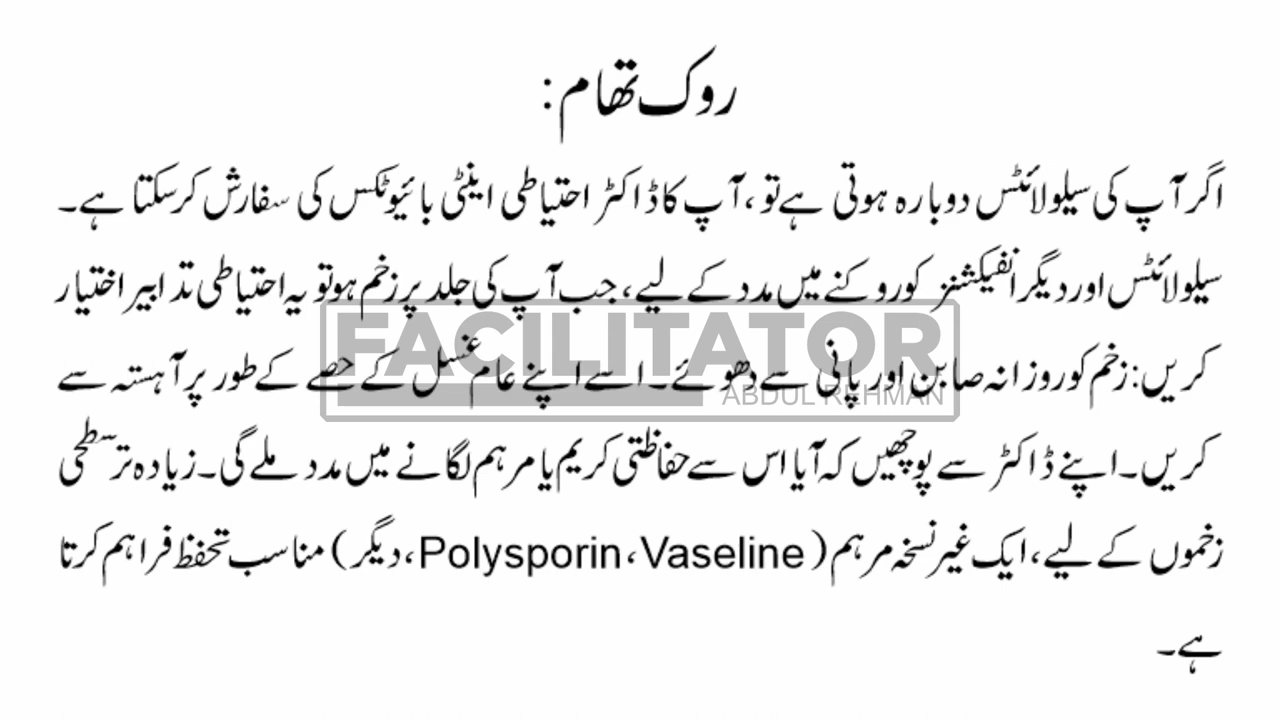 روک تھام:
اگر آپ کی سیلولائٹس دوبارہ ہوتی ہے تو، آپ کا ڈاکٹر احتیاطی اینٹی بائیوٹکس کی سفارش کر سکتا ہے۔
سیلولائٹس اور دیگر انفیکشنز کو روکنے میں مدد کے لیے، جب آپ کی جلد پر زخم ہو تو یہ احتیاطی تدابیر اختیار
کریں: زخم کو روزانہ صابن اور پانی سے دھوئے۔ اسے اپنے عام غسل کے حصے کے طور پر آہستہ سے
FACILITATOR
ABDUL REHMAN
کریں۔ اپنے ڈاکٹر سے پوچھیں کہ آیا اس سے حفاظتی کریم یا مرہم لگانے میں مدد ملے گی۔ زیادہ تر سطحی
زخموں کے لیے، ایک غیر نسخہ مرہم (Vaseline، Polysporin، دیگر) مناسب تحفظ فراہم کرتا
ہے۔